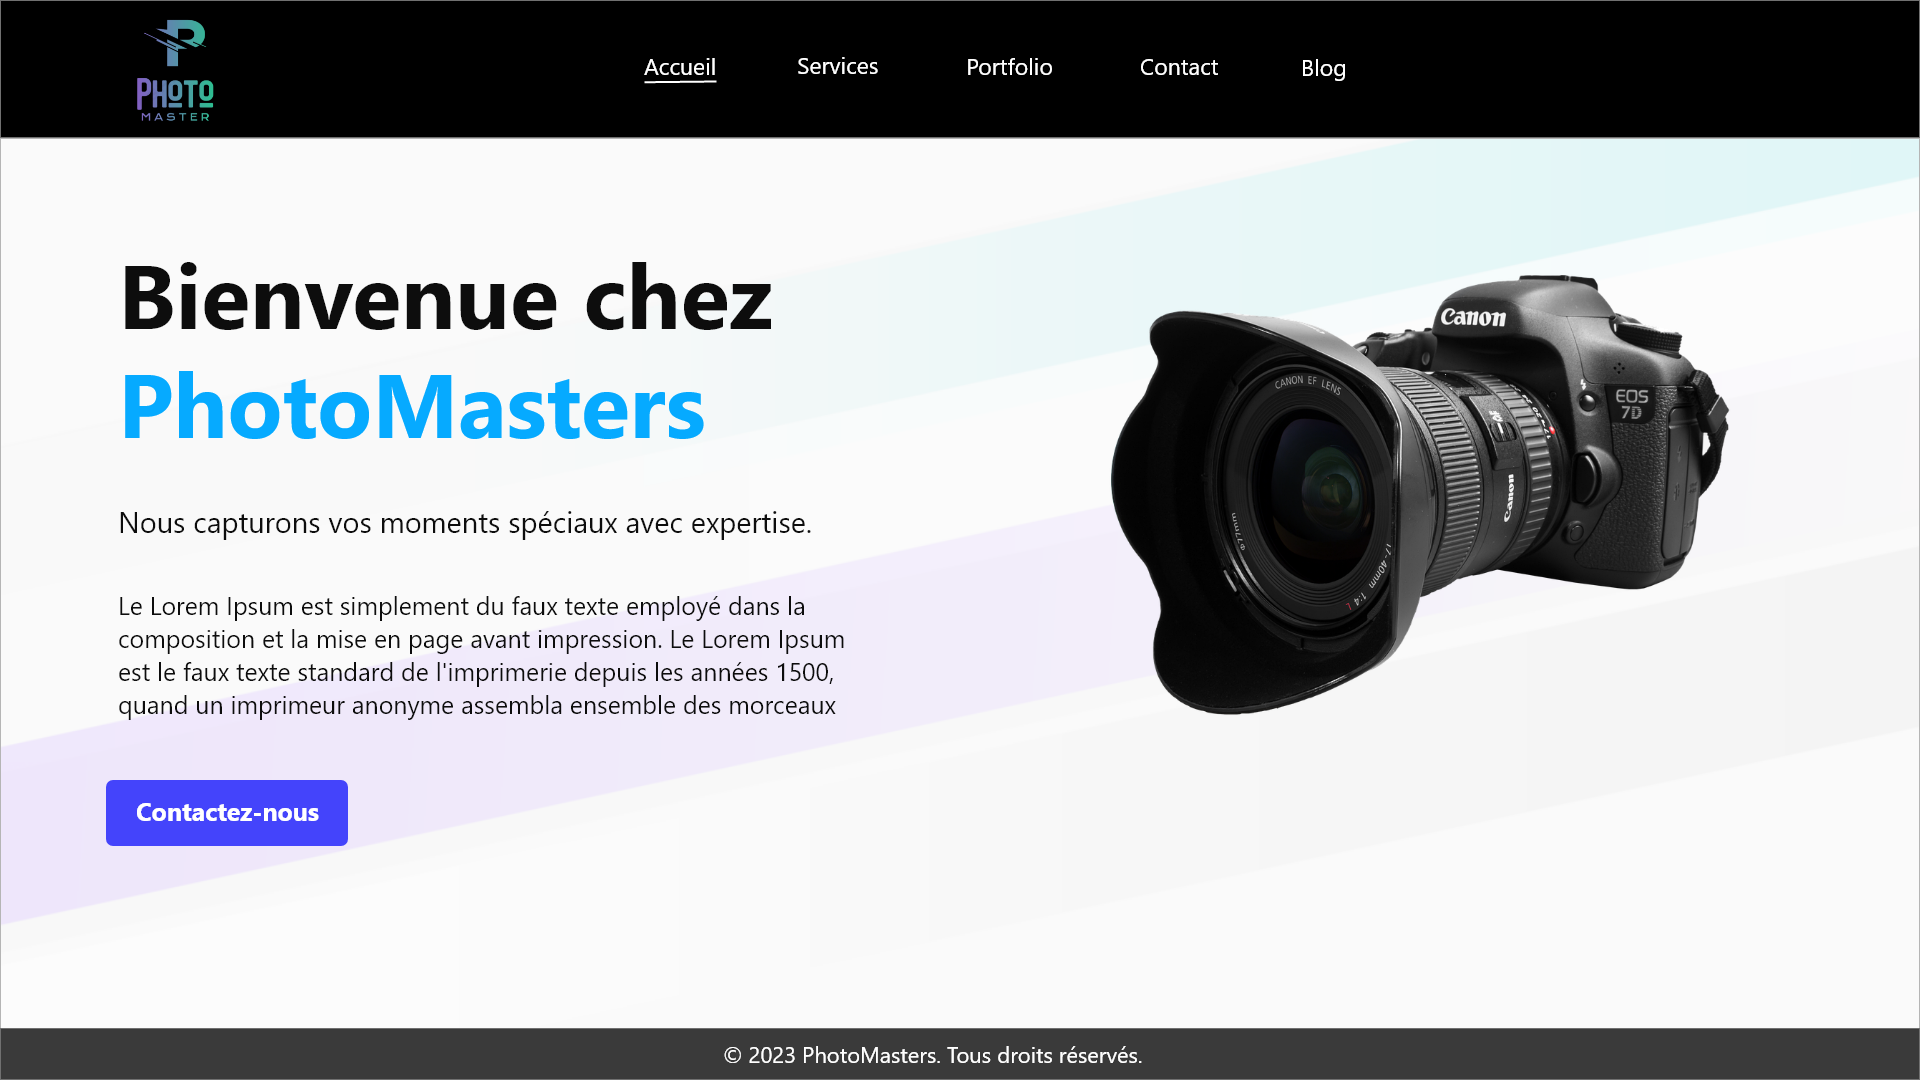 PHOTO
MASTER
Accueil
Services
Portfolio
Contact
Blog
Bienvenue chez
PhotoMasters
Nous capturons vos moments spéciaux avec expertise.
Le Lorem Ipsum est simplement du faux texte employé dans la
composition et la mise en page avant impression. Le Lorem Ipsum
est le faux texte standard de l'imprimerie depuis les années 1500,
quand un imprimeur anonyme assembla ensemble des morceaux
Contactez-nous
Canon
EOS
7D
CANON EF LENS
Canon
Φ77mm
17-40mm 1:4 L
© 2023 PhotoMasters. Tous droits réservés.